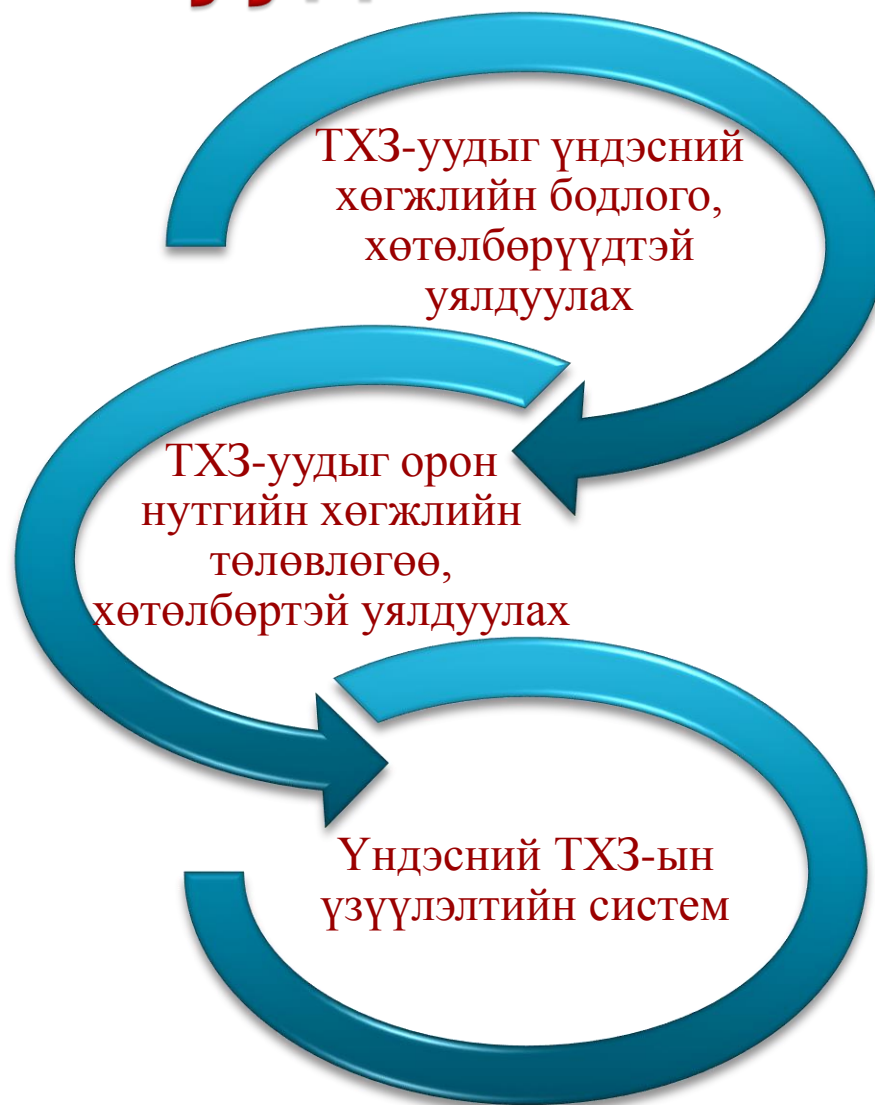 ТХЗ-уудыг үндэсний
хөгжлийн бодлого,
хөтөлбөрүүдтэй
уялдуулах
ТХЗ-уудыг орон
нутгийн хөгжлийн
төлөвлөгөө,
хөтөлбөртэй уялдуулах
Үндэсний ТХЗ-ын
үзүүлэлтийн систем